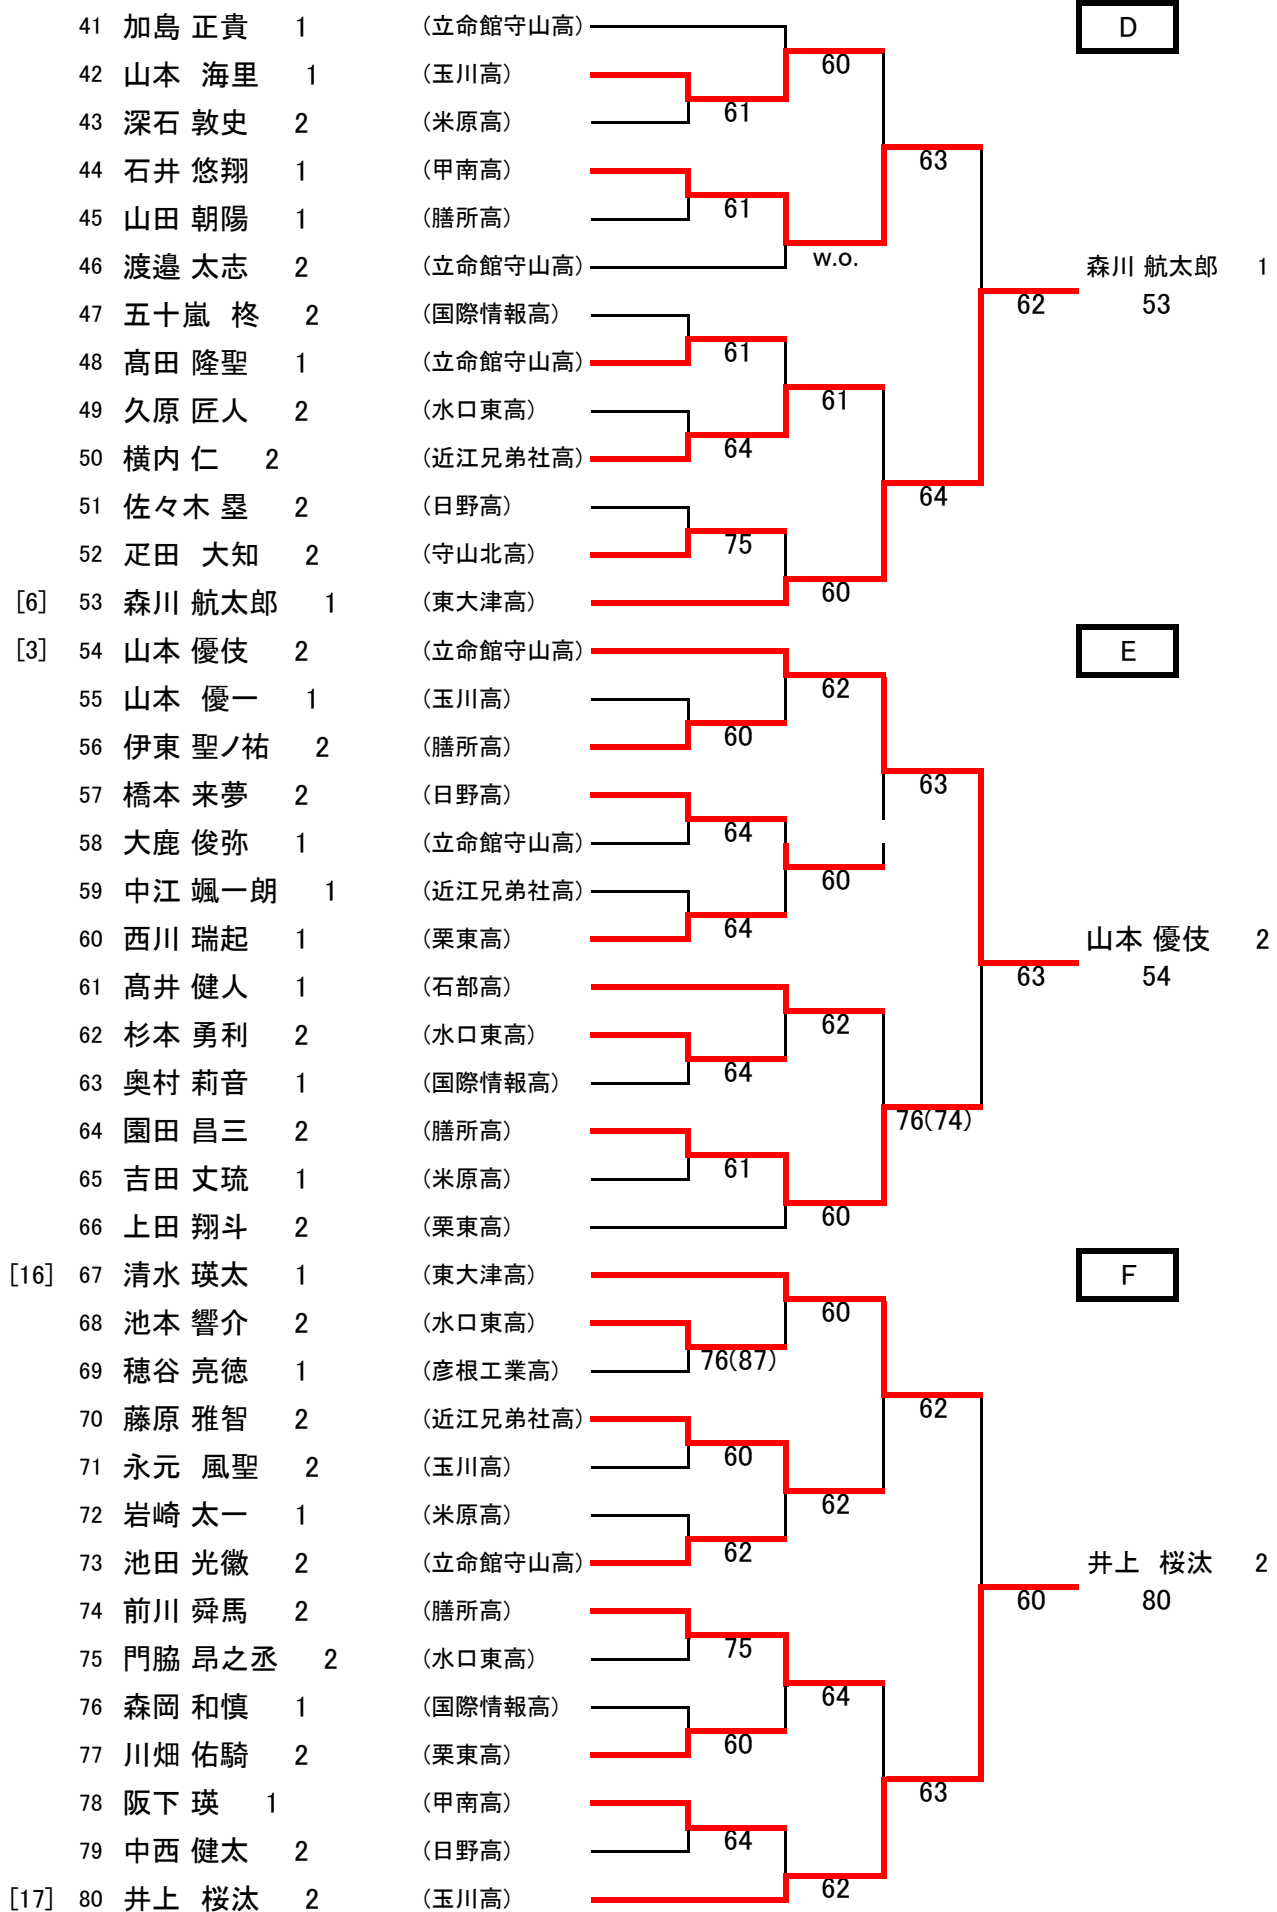 41 加島 正貴 1 (立命館守山高) D
60
42 山本 海里 1 (玉川高)
61
43 深石 敦史 2 (米原高)
63
44 石井 悠翔 1 (甲南高)
61
45 山田 朝陽 1 (膳所高)
w.o.
46 渡邉 太志 2 (立命館守山高) 森川 航太郎 1
62 53
47 五十嵐 柊 2 (国際情報高)
61
48 髙田 隆聖 1 (立命館守山高)
61
49 久原 匠人 2 (水口東高)
64
50 横内 仁 2 (近江兄弟社高)
64
51 佐々木 塁 2 (日野高)
75
52 疋田 大知 2 (守山北高)
60
[6] 53 森川 航太郎 1 (東大津高)
[3] 54 山本 優伎 2 (立命館守山高) E
62
55 山本 優一 1 (玉川高)
60
56 伊東 聖ノ祐 2 (膳所高)
63
57 橋本 来夢 2 (日野高)
64
58 大鹿 俊弥 1 (立命館守山高)
60
59 中江 颯一朗 1 (近江兄弟社高)
64
60 西川 瑞起 1 (栗東高) 山本 優伎 2
63 54
61 髙井 健人 1 (石部高)
62
62 杉本 勇利 2 (水口東高)
64
63 奥村 莉音 1 (国際情報高)
76(74)
64 園田 昌三 2 (膳所高)
61
65 吉田 丈琉 1 (米原高)
60
66 上田 翔斗 2 (栗東高)
[16] 67 清水 瑛太 1 (東大津高) F
60
68 池本 響介 2 (水口東高)
76(87)
69 穂谷 亮徳 1 (彦根工業高)
62
70 藤原 雅智 2 (近江兄弟社高)
60
71 永元 風聖 2 (玉川高)
62
72 岩崎 太一 1 (米原高)
62
73 池田 光徽 2 (立命館守山高) 井上 桜汰 2
60 80
74 前川 舜馬 2 (膳所高)
75
75 門脇 昂之丞 2 (水口東高)
64
76 森岡 和慎 1 (国際情報高)
60
77 川畑 佑騎 2 (栗東高)
63
78 阪下 瑛 1 (甲南高)
64
79 中西 健太 2 (日野高)
62
[17] 80 井上 桜汰 2 (玉川高)